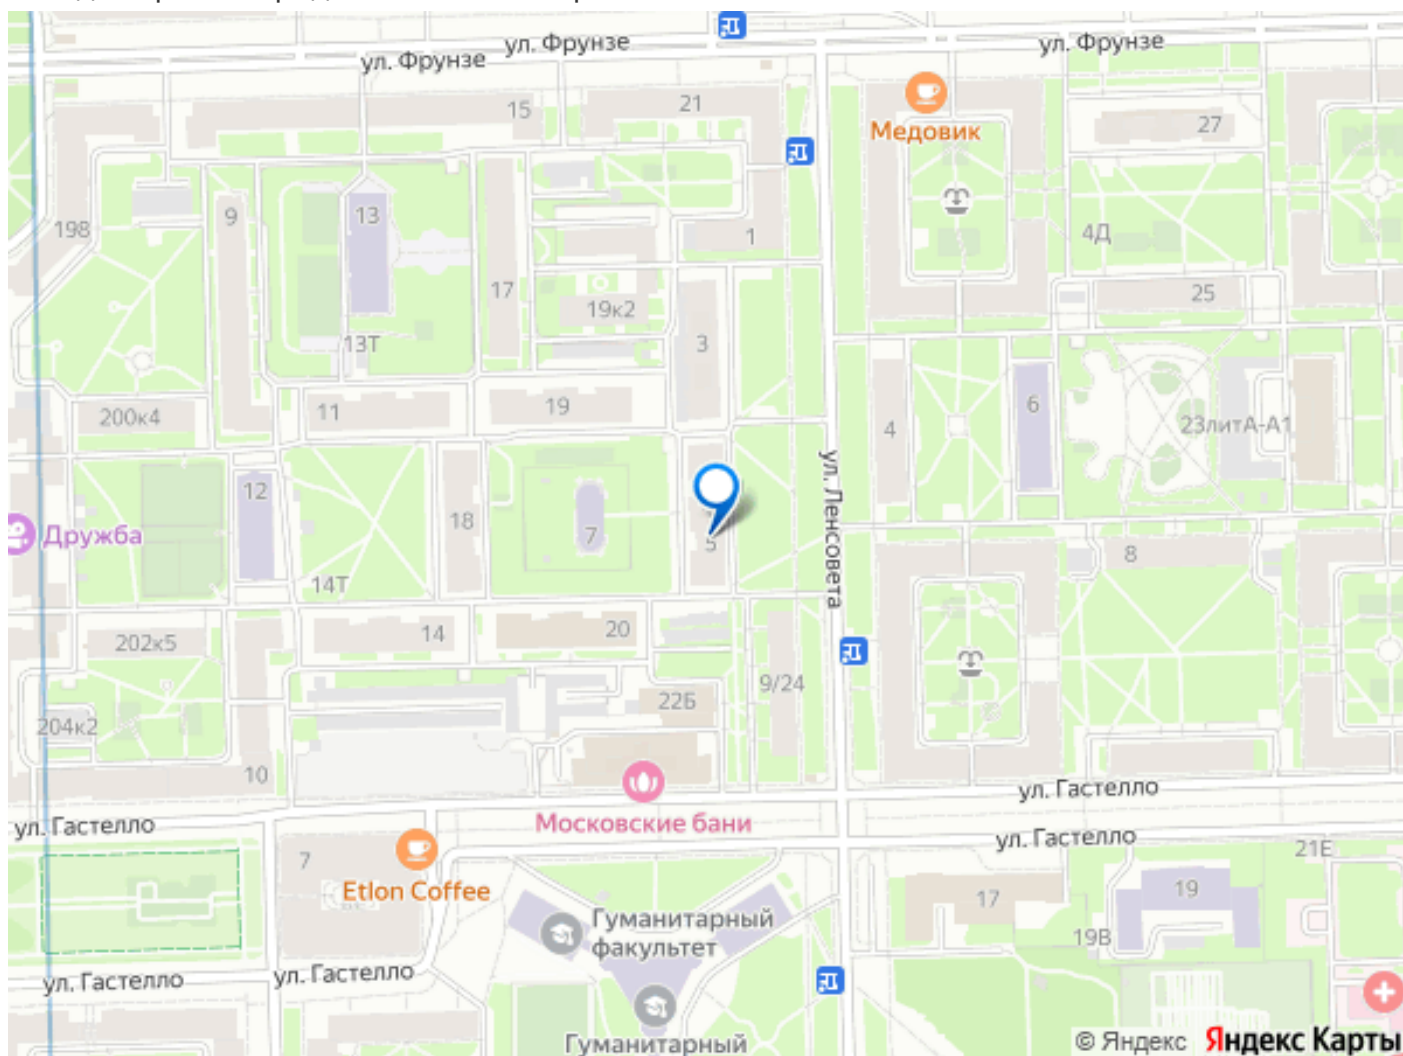 ул. Фрунзе
ул. Фрунзе
ул. Фрунзе
15
21
Медовик
27
198
9
13
1
4Д
17
19к2
25
13Т
3
200к4
11
19
6
4
23литА-А1
ул. Ленсовета
12
18
7
5
Дружба
8
14Т
202к5
14
20
9/24
22Б
204к2
10
ул. Гастелло
Московские бани
ул. Гастелло
ул. Гастелло
21Е
7
Etlon Coffee
17
19
Гуманитарный
факультет
19В
ул. Гастелло
ул. Гастелло
Гуманитарный
© Яндекс Яндекс Карты